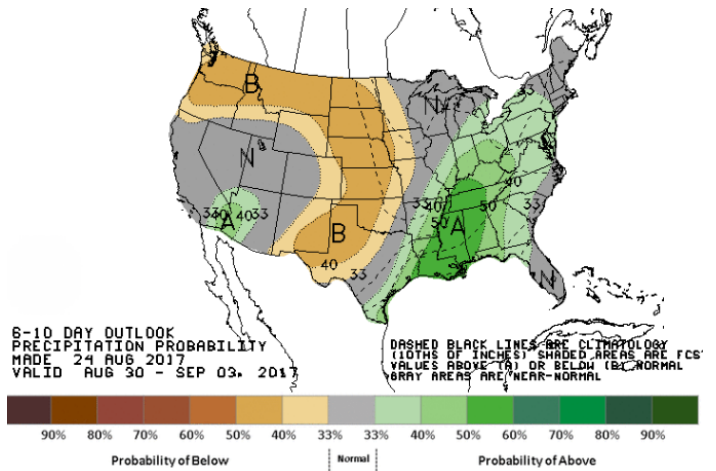 B
N
33
N
33
40
33
40
50
33
A
40
33
40
50
A
33
B
40
33
N
6-10 DAY OUTLOOK
PRECIPITATION PROBABILITY
MADE 24 AUG 2017
VALID AUG 30 - SEP 03, 2017
DASHED BLACK LINES ARE CLIMATOLOGY
(10THS OF INCHES) SHADED AREAS ARE FCST
VALUES ABOVE (A) OR BELOW (B) NORMAL
GRAY AREAS ARE NEAR-NORMAL
90% 80% 70% 60% 50% 40% 33% 33% 40% 50% 60% 70% 80% 90%
Probability of Below Normal Probability of Above